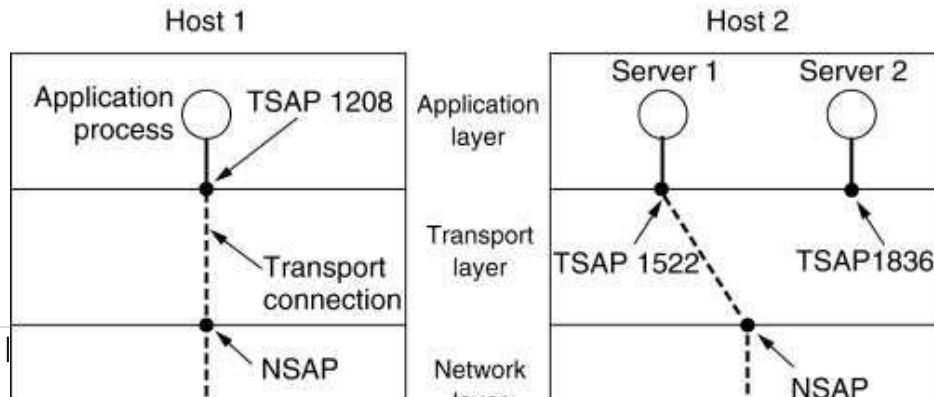 Host 1
Host 2
Application
process
TSAP 1208
Application
layer
Server 1
Server 2
Transport
layer
TSAP 1522
TSAP1836
Transport
connection
NSAP
Network
NSAP